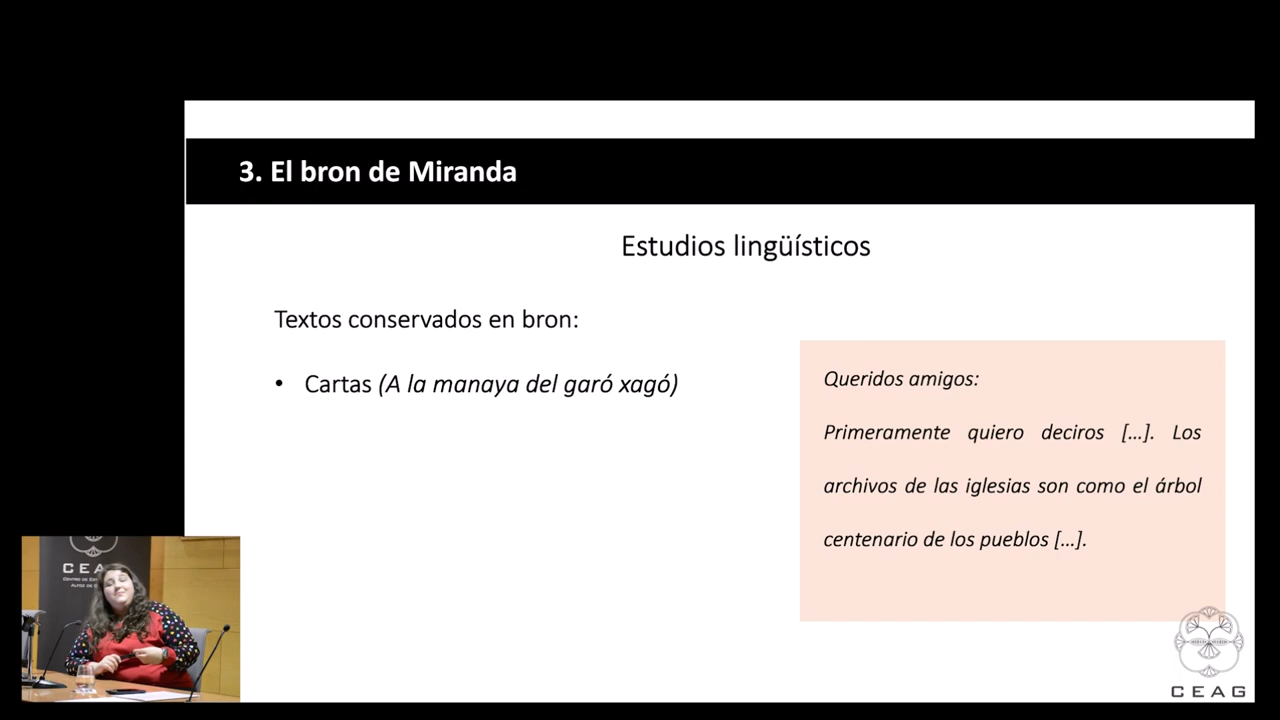 3. El bron de Miranda
Estudios lingüísticos
Textos conservados en bron:
• Cartas (A la manaya del garó xagó)
Queridos amigos:
Primeramente quiero deciros [...]. Los
archivos de las iglesias son como el árbol
centenario de los pueblos [...].
CEAG